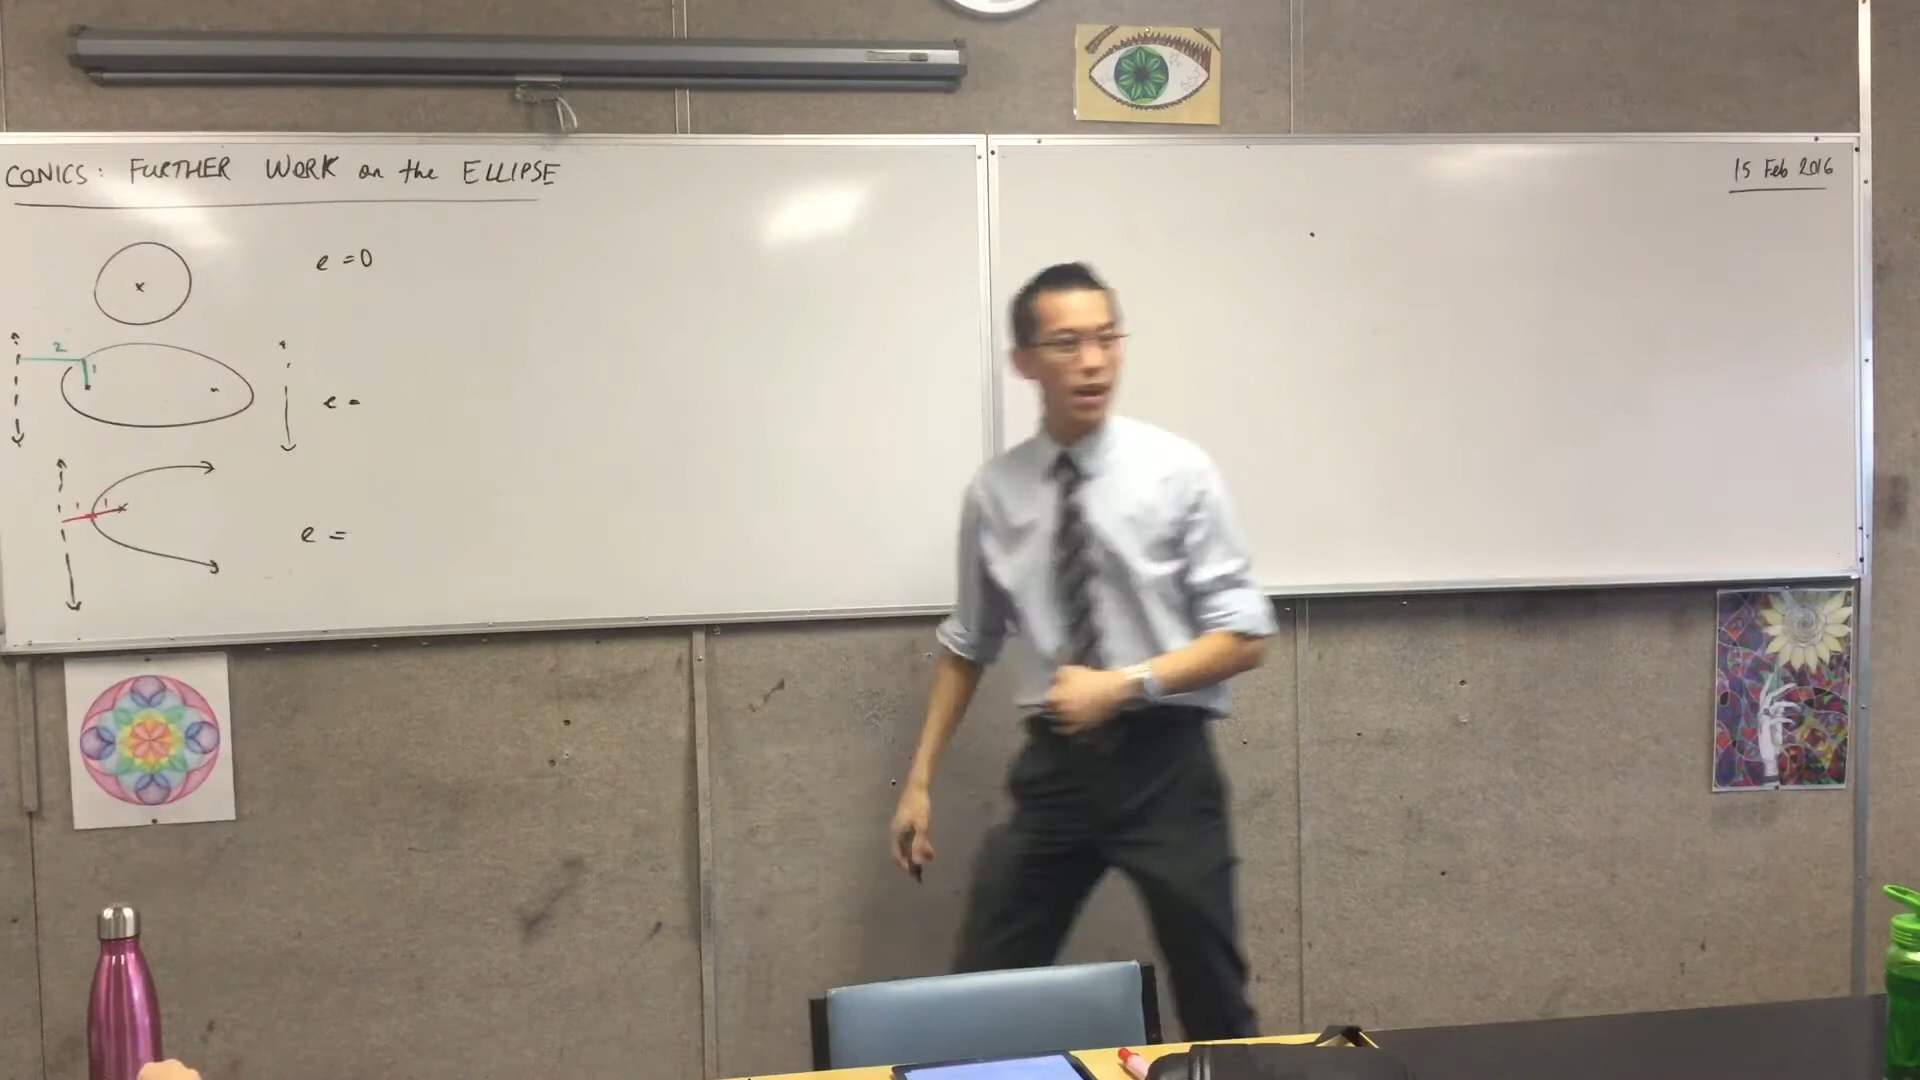 CONICS: FURTHER WORK on the ELLIPSE
15 Feb 2016
e = 0
2
1
e =
1 1
e =